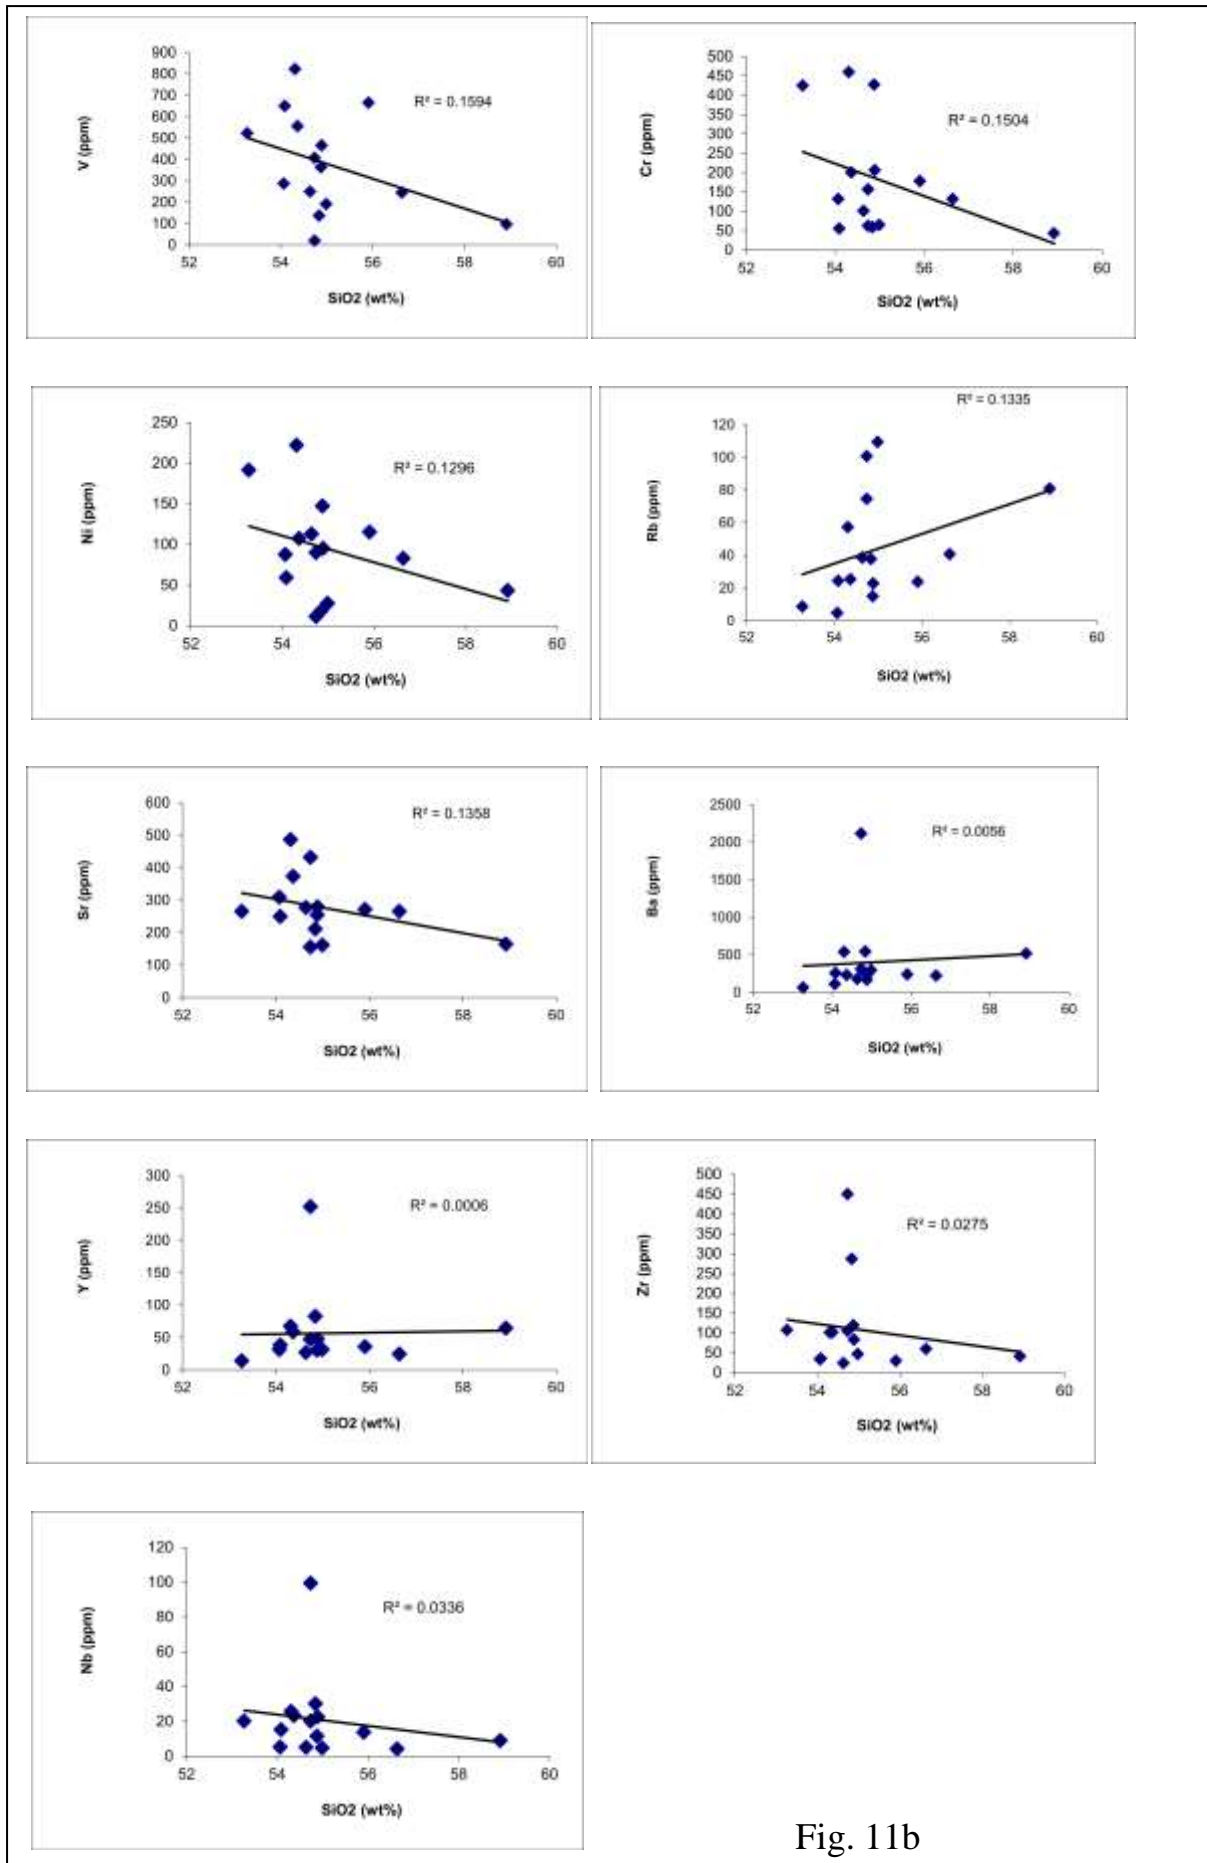 V (ppm)
900
800
700
600
500
400
300
200
100
0
R² = 0.1594
52 54 56 58 60
SiO2 (wt%)
Cr (ppm)
500
450
400
350
300
250
200
150
100
50
0
R² = 0.1504
52 54 56 58 60
SiO2 (wt%)
Ni (ppm)
250
200
150
100
50
0
R² = 0.1296
52 54 56 58 60
SiO2 (wt%)
R² = 0.1335
Rb (ppm)
120
100
80
60
40
20
0
52 54 56 58 60
SiO2 (wt%)
Sr (ppm)
600
500
400
300
200
100
0
R² = 0.1358
52 54 56 58 60
SiO2 (wt%)
Ba (ppm)
2500
2000
1500
1000
500
0
R² = 0.0056
52 54 56 58 60
SiO2 (wt%)
Y (ppm)
300
250
200
150
100
50
0
R² = 0.0006
52 54 56 58 60
SiO2 (wt%)
Zr (ppm)
500
450
400
350
300
250
200
150
100
50
0
R² = 0.0275
52 54 56 58 60
SiO2 (wt%)
Nb (ppm)
120
100
80
60
40
20
0
R² = 0.0336
52 54 56 58 60
SiO2 (wt%)
Fig. 11b